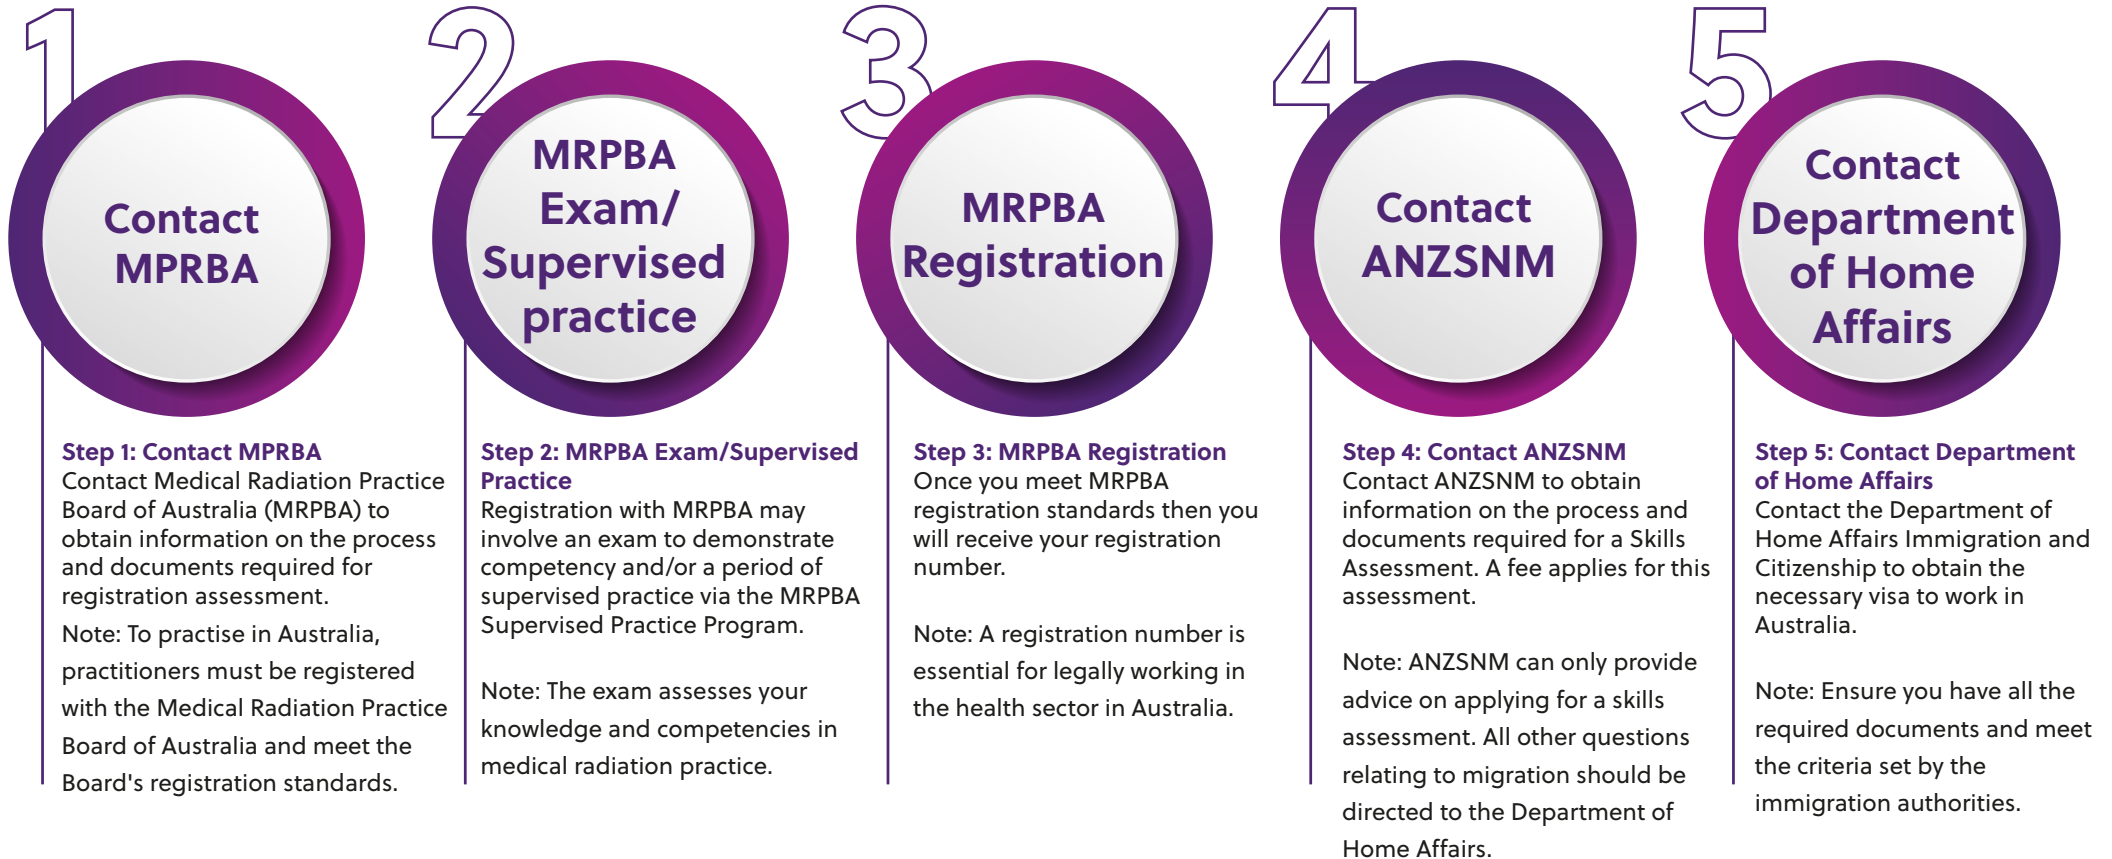 1
Contact
MPRBA
Step 1: Contact MPRBA
Contact Medical Radiation Practice
Board of Australia (MRPBA) to
obtain information on the process
and documents required for
registration assessment.
Note: To practise in Australia,
practitioners must be registered
with the Medical Radiation Practice
Board of Australia and meet the
Board's registration standards.
2
MRPBA
Exam/
Supervised
practice
Step 2: MRPBA Exam/Supervised
Practice
Registration with MRPBA may
involve an exam to demonstrate
competency and/or a period of
supervised practice via the MRPBA
Supervised Practice Program.
Note: The exam assesses your
knowledge and competencies in
medical radiation practice.
3
MRPBA
Registration
Step 3: MRPBA Registration
Once you meet MRPBA
registration standards then you
will receive your registration
number.
Note: A registration number is
essential for legally working in
the health sector in Australia.
4
Contact
ANZSNM
Step 4: Contact ANZSNM
Contact ANZSNM to obtain
information on the process and
documents required for a Skills
Assessment. A fee applies for this
assessment.
Note: ANZSNM can only provide
advice on applying for a skills
assessment. All other questions
relating to migration should be
directed to the Department of
Home Affairs.
5
Contact
Department
of Home
Affairs
Step 5: Contact Department
of Home Affairs
Contact the Department of
Home Affairs Immigration and
Citizenship to obtain the
necessary visa to work in
Australia.
Note: Ensure you have all the
required documents and meet
the criteria set by the
immigration authorities.